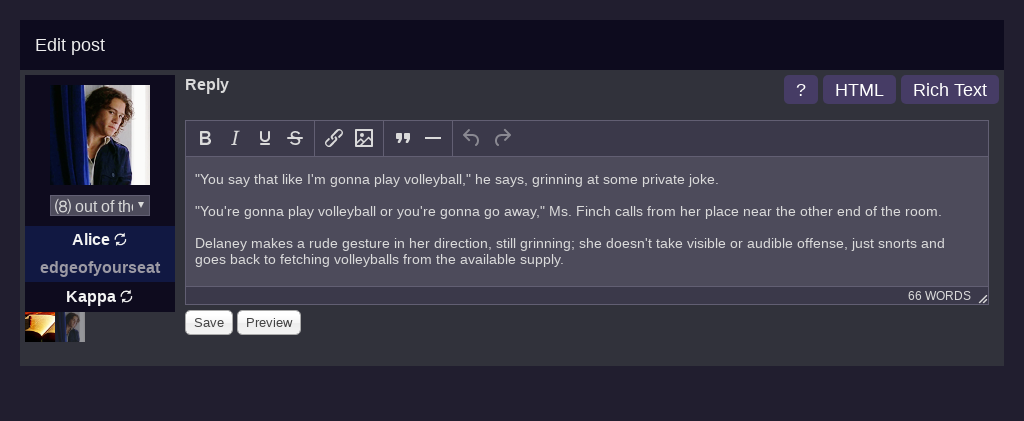 Edit post
Reply
?
HTML
Rich Text
(8) out of the
Alice
edgeofyourseat
Kappa
B I U S
"You say that like I'm gonna play volleyball," he says, grinning at some private joke.
"You're gonna play volleyball or you're gonna go away," Ms. Finch calls from her place near the other end of the room.
Delaney makes a rude gesture in her direction, still grinning; she doesn't take visible or audible offense, just snorts and
goes back to fetching volleyballs from the available supply.
66 WORDS
Save
Preview